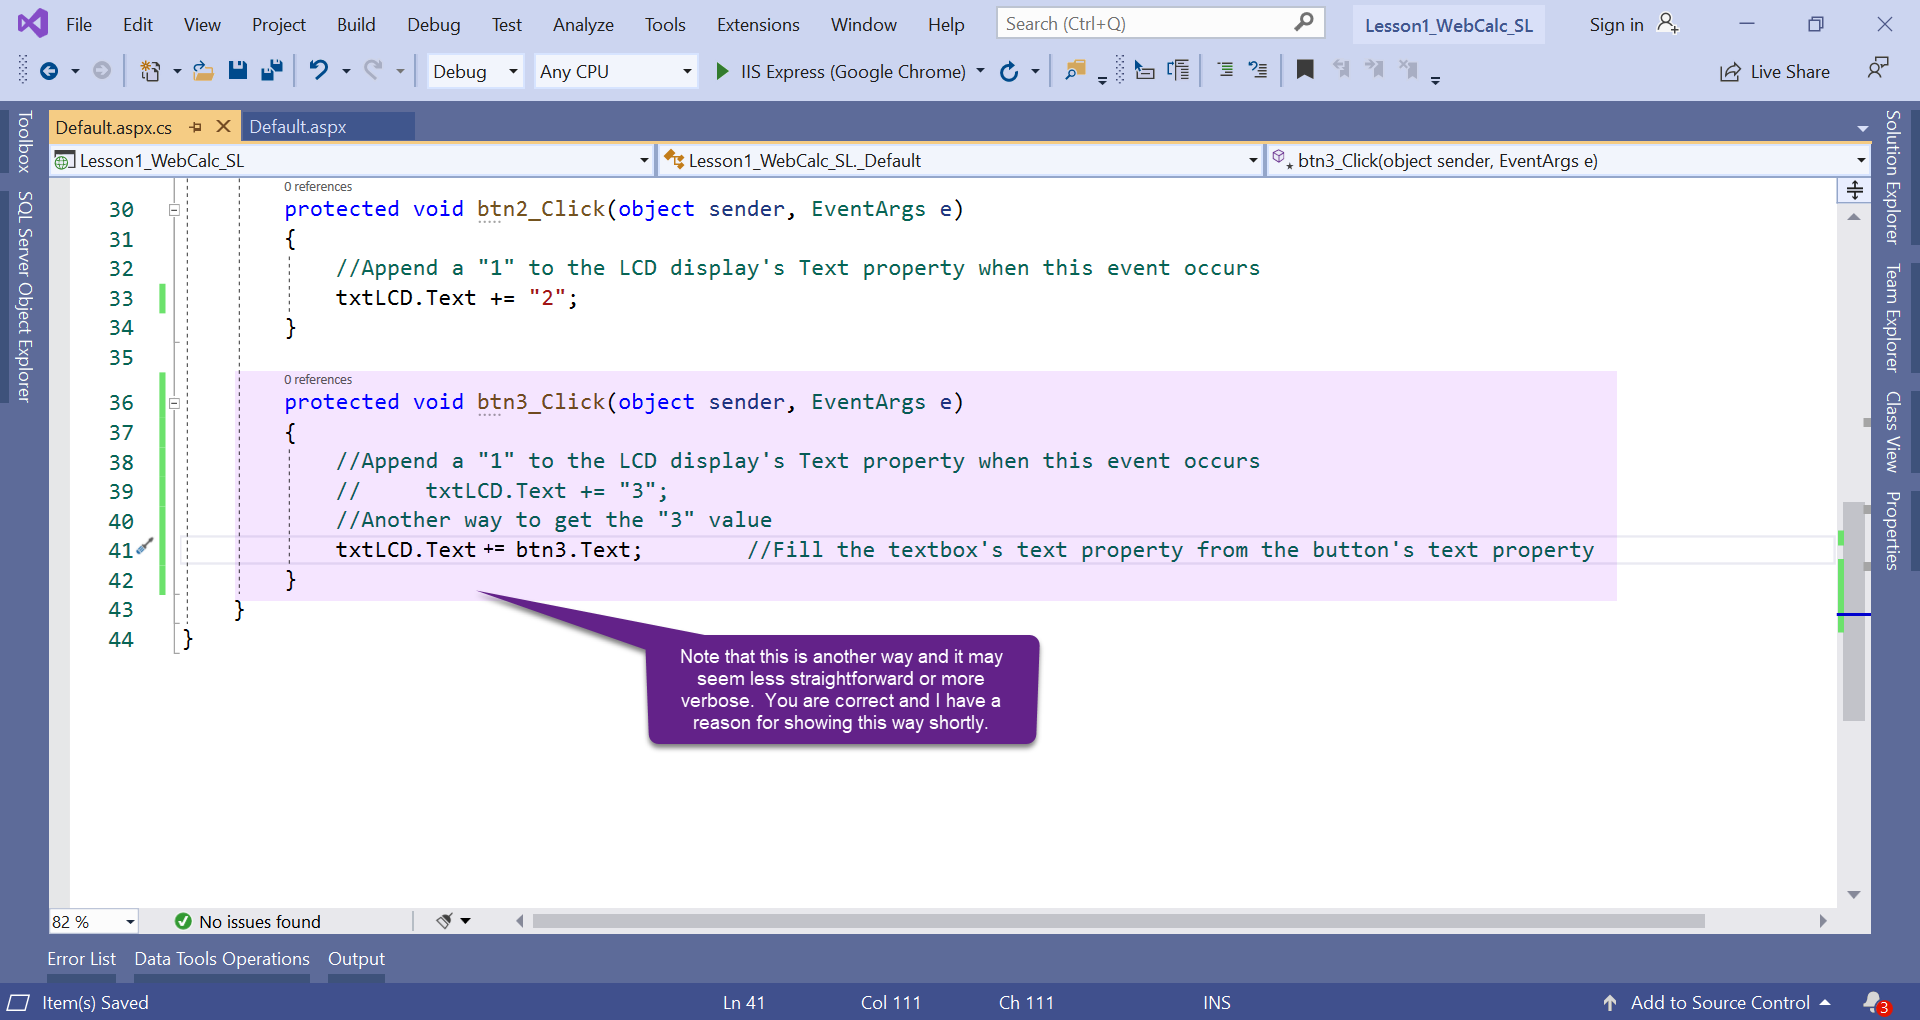 File Edit View Project Build Debug Test Analyze Tools Extensions Window Help Search (Ctrl+Q) Lesson1_WebCalc_SL Sign in
Debug Any CPU IIS Express (Google Chrome) Live Share
Default.aspx.cs Default.aspx
Lesson1_WebCalc_SL Lesson1_WebCalc_SL._Default btn3_Click(object sender, EventArgs e)
Toolbox
SQL Server Object Explorer
0 references
30 protected void btn2_Click(object sender, EventArgs e)
31 {
32 //Append a "1" to the LCD display's Text property when this event occurs
33 txtLCD.Text += "2";
34 }
35
0 references
36 protected void btn3_Click(object sender, EventArgs e)
37 {
38 //Append a "1" to the LCD display's Text property when this event occurs
39 // txtLCD.Text += "3";
40 //Another way to get the "3" value
41 txtLCD.Text += btn3.Text; //Fill the textbox's text property from the button's text property
42 }
43 }
44 }
Note that this is another way and it may
seem less straightforward or more
verbose. You are correct and I have a
reason for showing this way shortly.
Solution Explorer
Team Explorer
Class View
Properties
82 % No issues found
Error List Data Tools Operations Output
Item(s) Saved Ln 41 Col 111 Ch 111 INS Add to Source Control 3